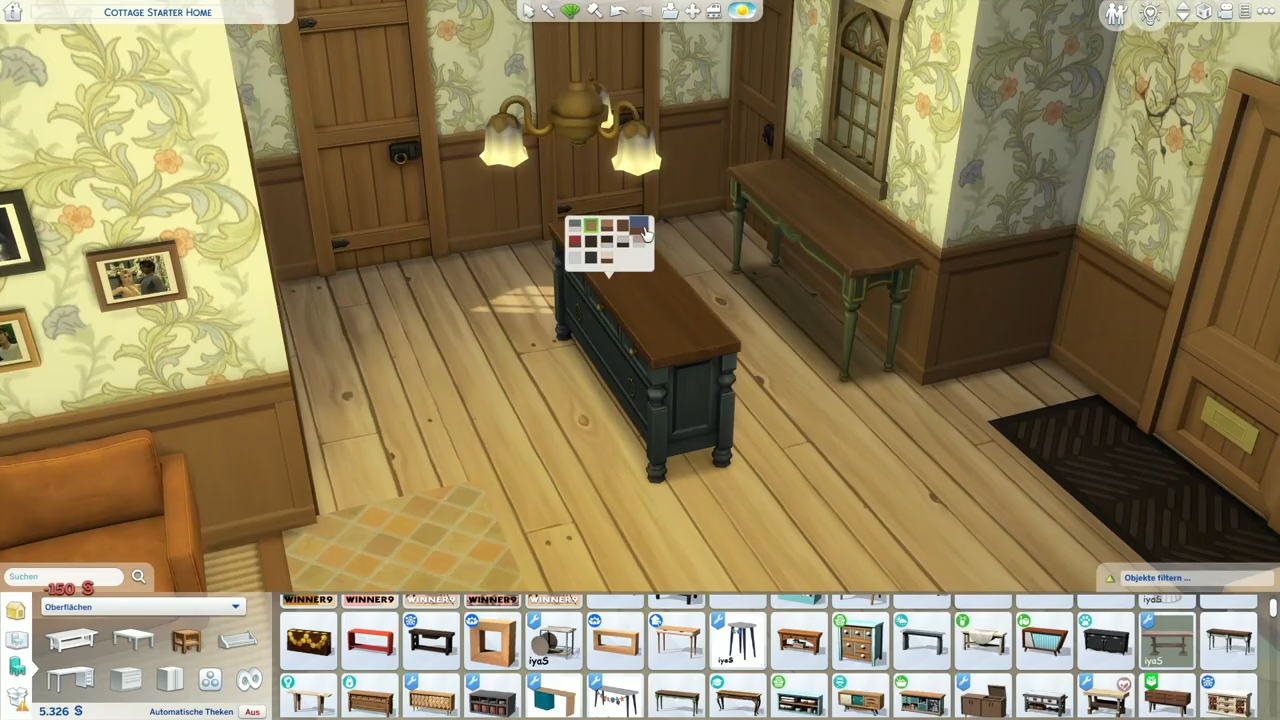 COTTAGE STARTER HOME
Suchen
-150 $
Objekte filtern ...
Oberflächen
WINNER9 WINNER9 WINNER9 WINNER9 WINNER9
iyaS
iyaS
iyaS
iyaS
5.326 $
Automatische Theken
Aus